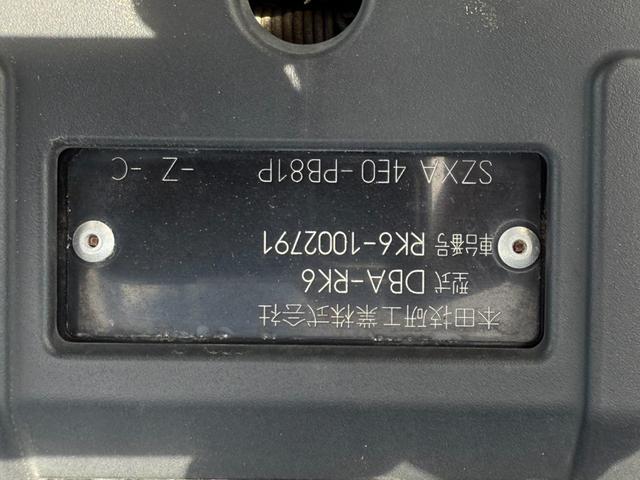 本田技研工業株式会社
型式 DBA-RK6
車台番号 RK6-1002791
SZXA 4E0-PB81P -Z -C